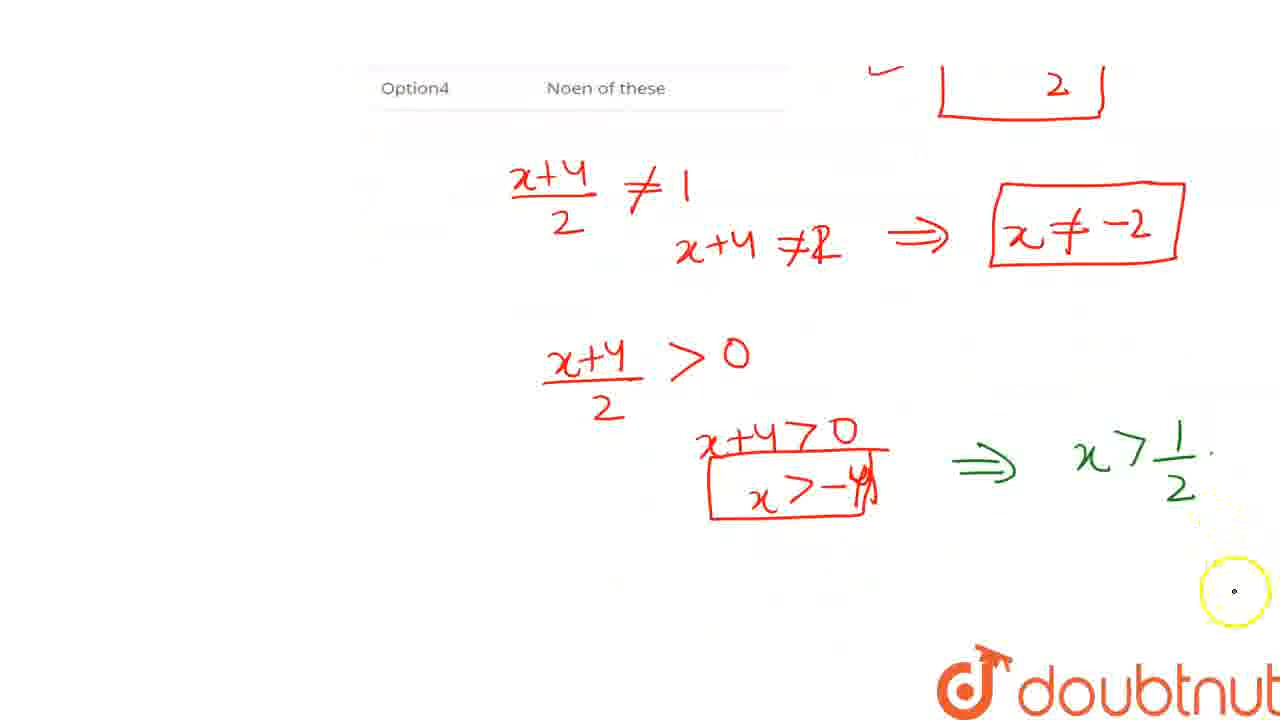 Option4 Noen of these
2
x+4/2 ≠ 1
x+4 ≠ 2 ⇒ x ≠ -2
x+4/2 > 0
x+4 > 0
x > -4 ⇒ x > 1/2
doubtnut